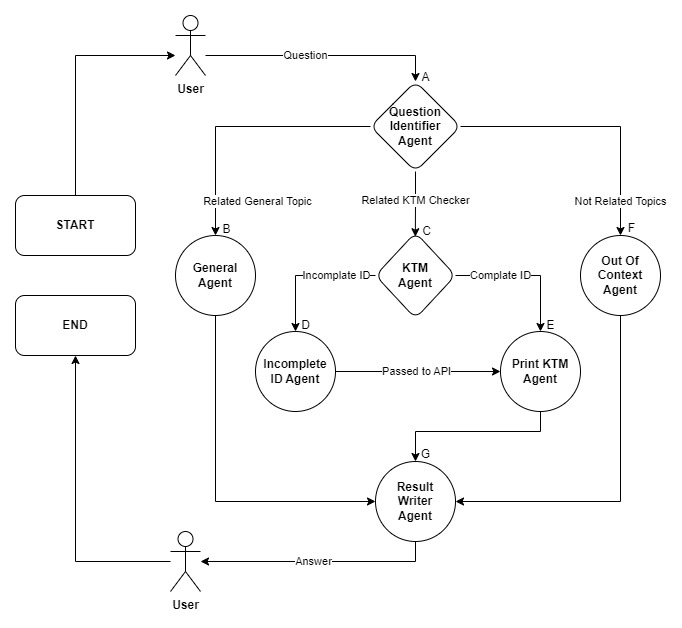 User
Question
A
Question
Identifier
Agent
Related General Topic
Related KTM Checker
Not Related Topics
START
B
General
Agent
C
KTM
Agent
F
Out Of
Context
Agent
Incomplate ID
Complate ID
END
D
Incomplete
ID Agent
Passed to API
E
Print KTM
Agent
G
Result
Writer
Agent
Answer
User